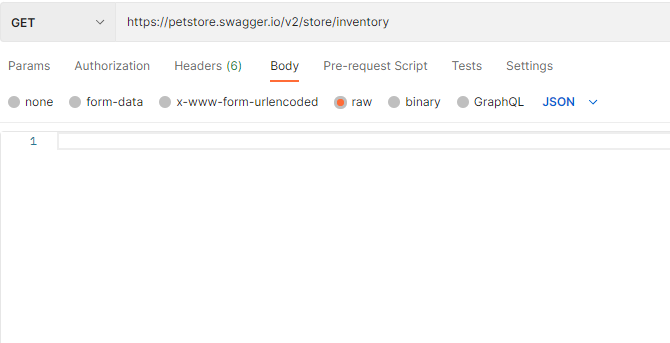 GET https://petstore.swagger.io/v2/store/inventory
Params Authorization Headers (6) Body Pre-request Script Tests Settings
none form-data x-www-form-urlencoded raw binary GraphQL JSON
1